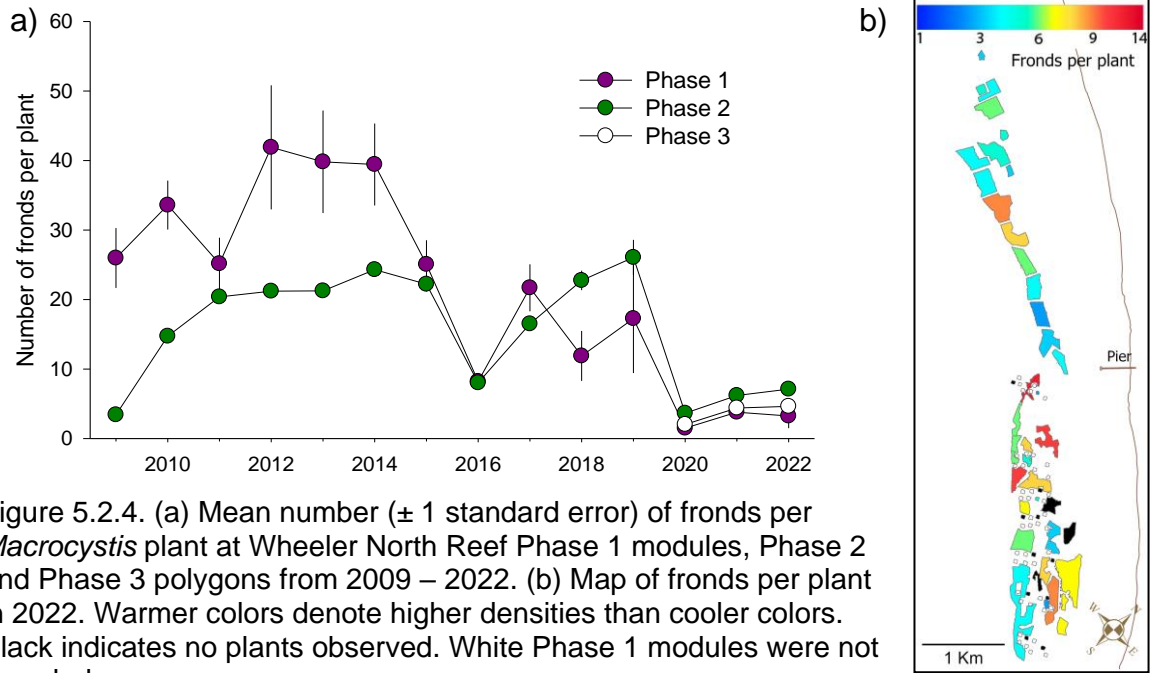 a)
60
50
40
30
20
10
0
Number of fronds per plant
Phase 1
Phase 2
Phase 3
2010 2012 2014 2016 2018 2020 2022
b)
1 3 6 9 14
Fronds per plant
Pier
1 Km
N
E
S
W
igure 5.2.4. (a) Mean number (± 1 standard error) of fronds per
Macrocystis plant at Wheeler North Reef Phase 1 modules, Phase 2
nd Phase 3 polygons from 2009 – 2022. (b) Map of fronds per plant
n 2022. Warmer colors denote higher densities than cooler colors.
lack indicates no plants observed. White Phase 1 modules were not